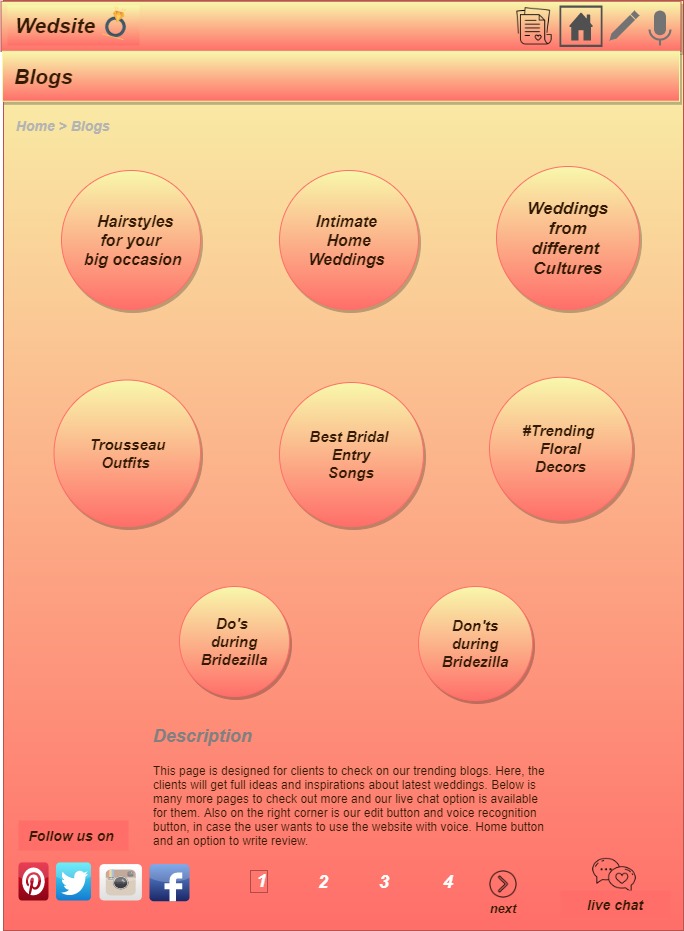 Wedsite
Blogs
Home > Blogs
Hairstyles
for your
big occasion
Intimate
Home
Weddings
Weddings
from
different
Cultures
Trousseau
Outfits
Best Bridal
Entry
Songs
#Trending
Floral
Decors
Do's
during
Bridezilla
Don'ts
during
Bridezilla
Description
This page is designed for clients to check on our trending blogs. Here, the
clients will get full ideas and inspirations about latest weddings. Below is
many more pages to check out more and our live chat option is available
for them. Also on the right corner is our edit button and voice recognition
button, in case the user wants to use the website with voice. Home button
and an option to write review.
Follow us on
1 2 3 4
next
live chat